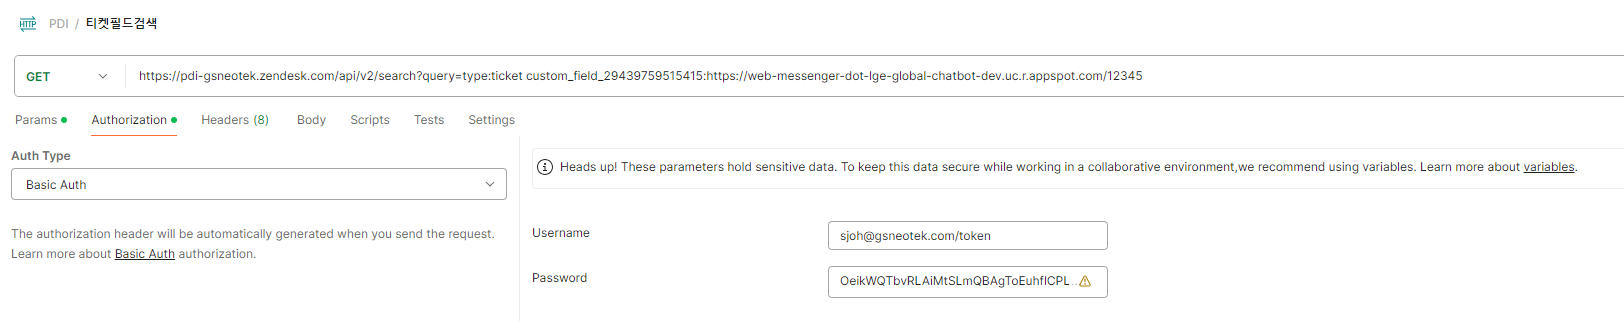 HTTP PDI / 티켓필드검색
GET https://pdi-gsneotek.zendesk.com/api/v2/search?query=type:ticket custom_field_29439759515415:https://web-messenger-dot-lge-global-chatbot-dev.uc.r.appspot.com/12345
Params Authorization Headers (8) Body Scripts Tests Settings
Auth Type
Basic Auth
The authorization header will be automatically generated when you send the request.
Learn more about Basic Auth authorization.
Heads up! These parameters hold sensitive data. To keep this data secure while working in a collaborative environment,we recommend using variables. Learn more about variables.
Username sjoh@gsneotek.com/token
Password OeikWQTbvRLAiMtSLmQBAgToEuhfICPL...